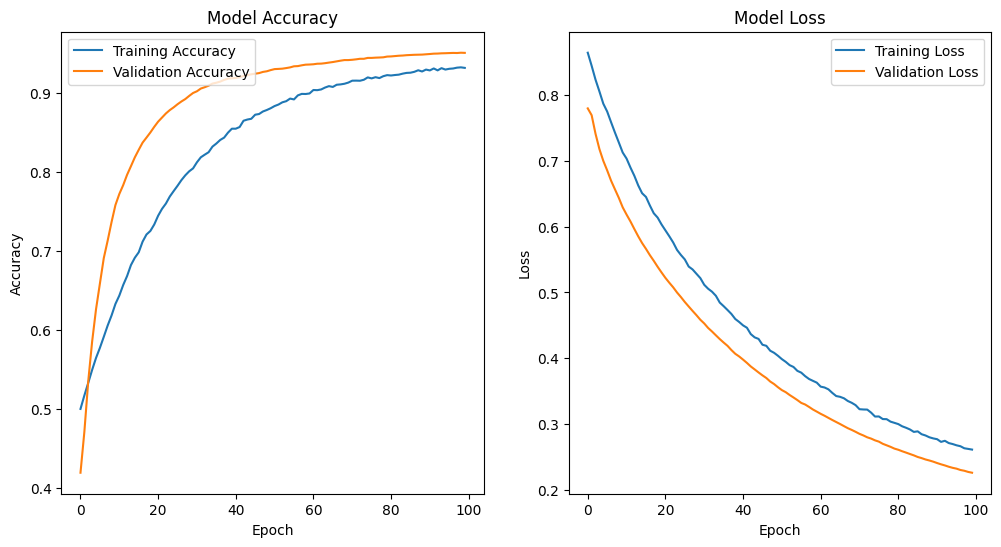 Model Accuracy
Training Accuracy
Validation Accuracy
0.9
0.8
0.7
0.6
0.5
0.4
Accuracy
0 20 40 60 80 100
Epoch
Model Loss
Training Loss
Validation Loss
0.8
0.7
0.6
0.5
0.4
0.3
0.2
Loss
0 20 40 60 80 100
Epoch